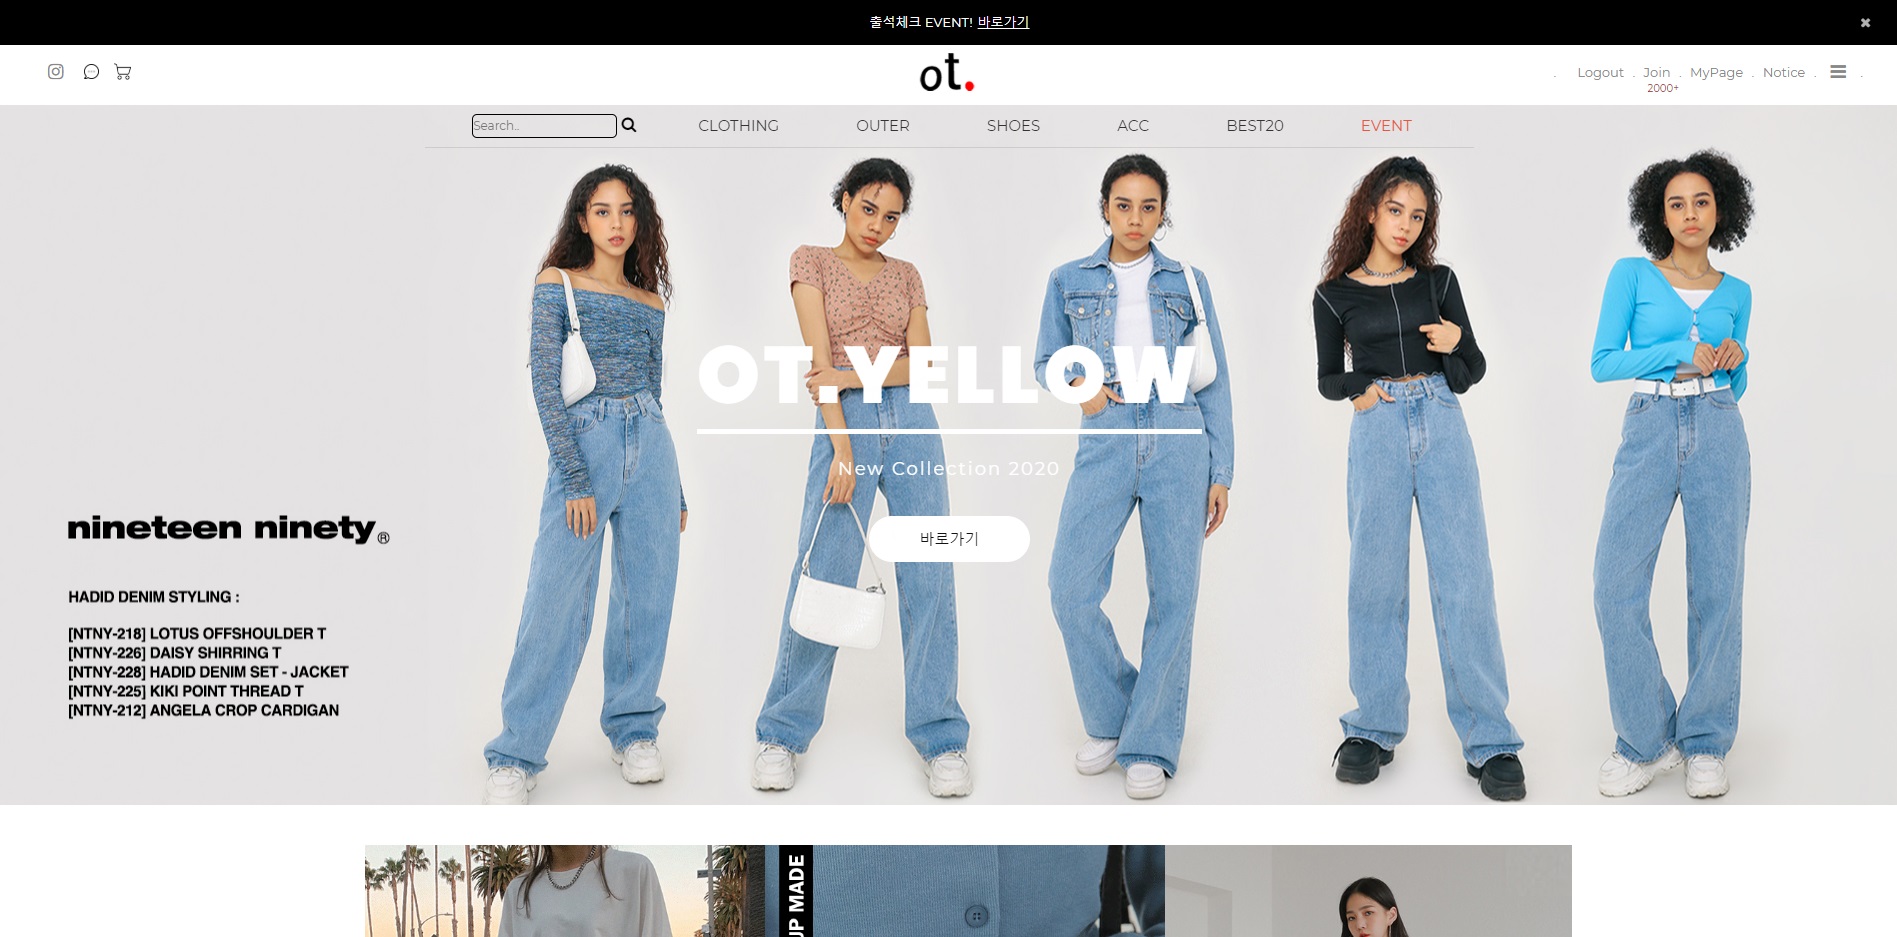 출석체크 EVENT! 바로가기
ot.
Logout . Join . MyPage . Notice
2000+
Search..
CLOTHING
OUTER
SHOES
ACC
BEST20
EVENT
OT.YELLOW
New Collection 2020
바로가기
nineteen ninety®
HADID DENIM STYLING :
[NTNY-218] LOTUS OFFSHOULDER T
[NTNY-226] DAISY SHIRRING T
[NTNY-228] HADID DENIM SET - JACKET
[NTNY-225] KIKI POINT THREAD T
[NTNY-212] ANGELA CROP CARDIGAN
UP MADE